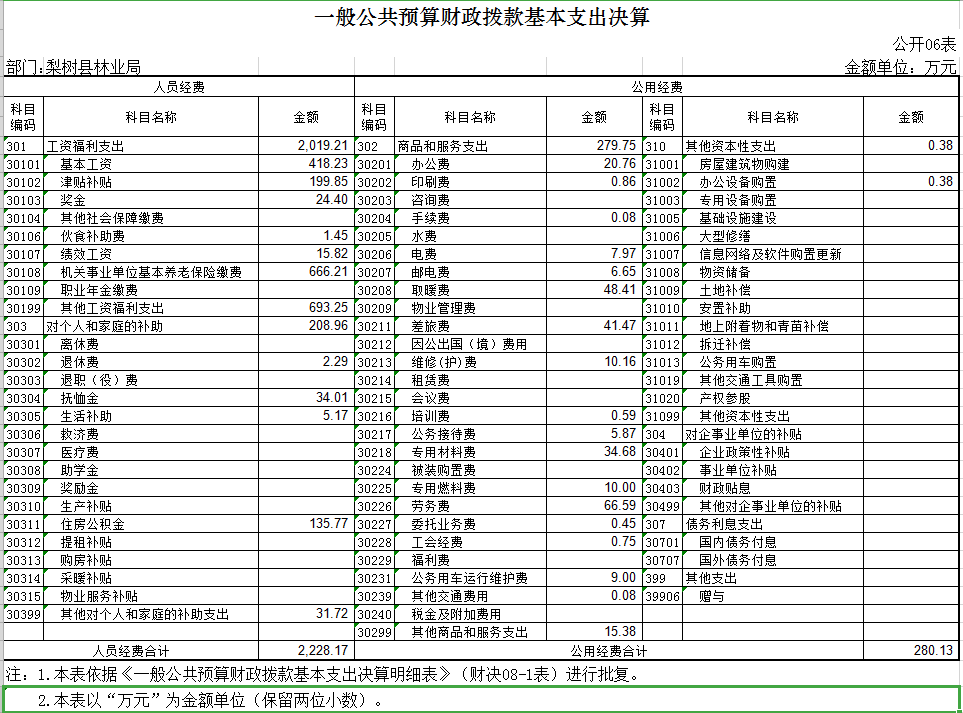 一般公共预算财政拨款基本支出决算
公开06表
部门:梨树县林业局 金额单位：万元
人员经费 公用经费
科目编码 科目名称 金额 科目编码 科目名称 金额 科目编码 科目名称 金额
301 工资福利支出 2,019.21 302 商品和服务支出 279.75 310 其他资本性支出 0.38
30101 基本工资 418.23 30201 办公费 20.76 31001 房屋建筑物购建
30102 津贴补贴 199.85 30202 印刷费 0.86 31002 办公设备购置 0.38
30103 奖金 24.40 30203 咨询费 31003 专用设备购置
30104 其他社会保障缴费 30204 手续费 0.08 31005 基础设施建设
30106 伙食补助费 1.45 30205 水费 31006 大型修缮
30107 绩效工资 15.82 30206 电费 7.97 31007 信息网络及软件购置更新
30108 机关事业单位基本养老保险缴费 666.21 30207 邮电费 6.65 31008 物资储备
30109 职业年金缴费 30208 取暖费 48.41 31009 土地补偿
30199 其他工资福利支出 693.25 30209 物业管理费 31010 安置补助
303 对个人和家庭的补助 208.96 30211 差旅费 41.47 31011 地上附着物和青苗补偿
30301 离休费 30212 因公出国（境）费用 31012 拆迁补偿
30302 退休费 2.29 30213 维修(护)费 10.16 31013 公务用车购置
30303 退职（役）费 30214 租赁费 31019 其他交通工具购置
30304 抚恤金 34.01 30215 会议费 31020 产权参股
30305 生活补助 5.17 30216 培训费 0.59 31099 其他资本性支出
30306 救济费 30217 公务接待费 5.87 304 对企事业单位的补贴
30307 医疗费 30218 专用材料费 34.68 30401 企业政策性补贴
30308 助学金 30224 被装购置费 30402 事业单位补贴
30309 奖励金 30225 专用燃料费 10.00 30403 财政贴息
30310 生产补贴 30226 劳务费 66.59 30499 其他对企事业单位的补贴
30311 住房公积金 135.77 30227 委托业务费 0.45 307 债务利息支出
30312 提租补贴 30228 工会经费 0.75 30701 国内债务付息
30313 购房补贴 30229 福利费 30707 国外债务付息
30314 采暖补贴 30231 公务用车运行维护费 9.00 399 其他支出
30315 物业服务补贴 30239 其他交通费用 0.08 39906 赠与
30399 其他对个人和家庭的补助支出 31.72 30240 税金及附加费用
30299 其他商品和服务支出 15.38
人员经费合计 2,228.17 公用经费合计 280.13
注：1.本表依据《一般公共预算财政拨款基本支出决算明细表》（财决08-1表）进行批复。
2.本表以“万元”为金额单位（保留两位小数）。